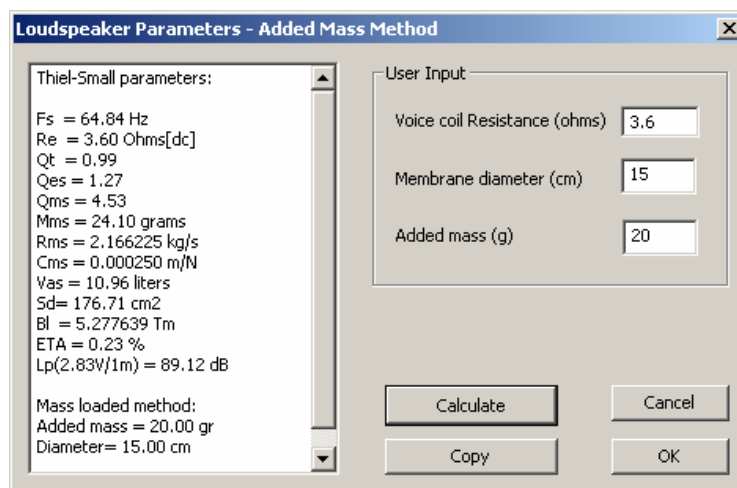 Loudspeaker Parameters - Added Mass Method
Thiel-Small parameters:
Fs = 64.84 Hz
Re = 3.60 Ohms[dc]
Qt = 0.99
Qes = 1.27
Qms = 4.53
Mms = 24.10 grams
Rms = 2.166225 kg/s
Cms = 0.000250 m/N
Vas = 10.96 liters
Sd= 176.71 cm2
Bl = 5.277639 Tm
ETA = 0.23 %
Lp(2.83V/1m) = 89.12 dB
Mass loaded method:
Added mass = 20.00 gr
Diameter= 15.00 cm
User Input
Voice coil Resistance (ohms) 3.6
Membrane diameter (cm) 15
Added mass (g) 20
Calculate Cancel
Copy OK